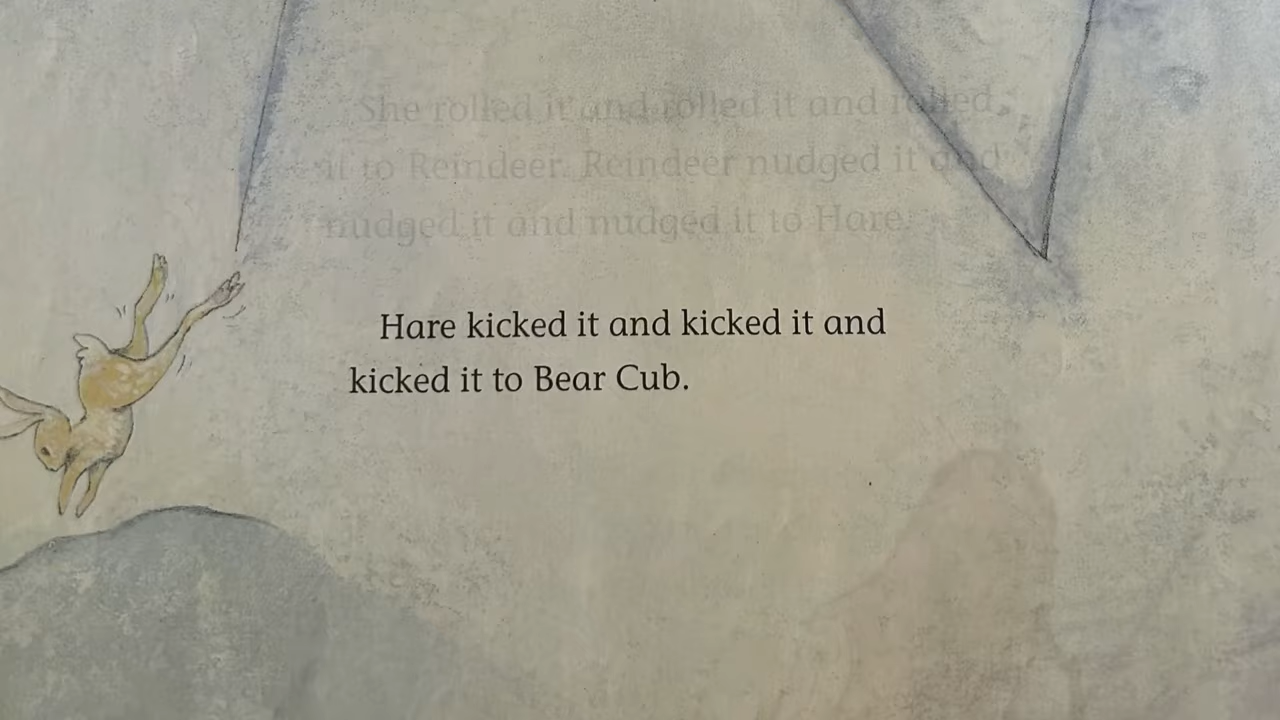 She rolled it and rolled it and rolled
it to Reindeer. Reindeer nudged it and
nudged it and nudged it to Hare.
Hare kicked it and kicked it and
kicked it to Bear Cub.